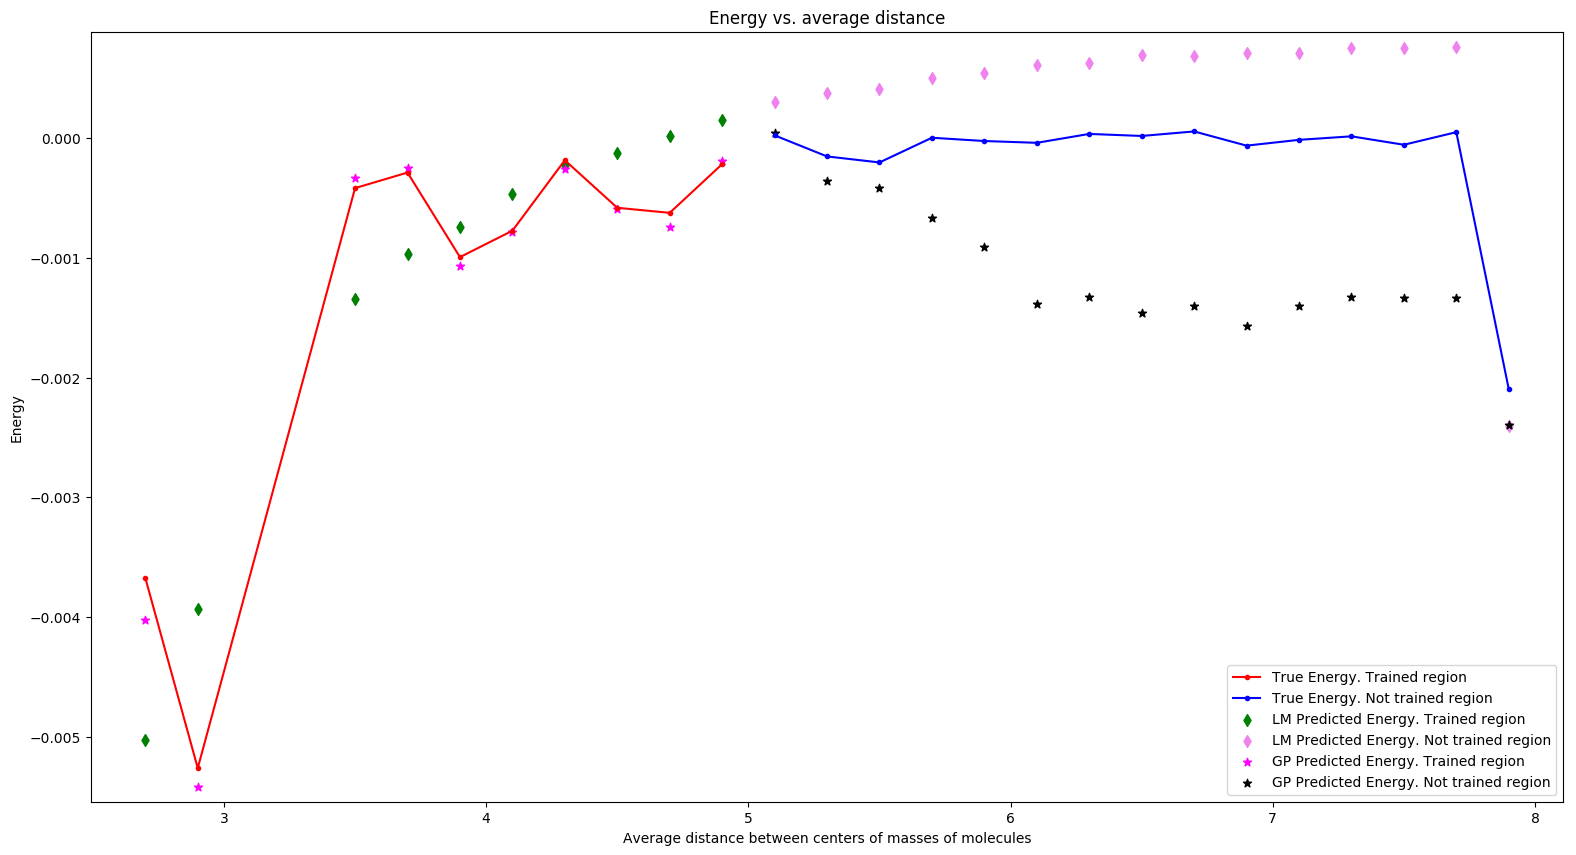 Energy vs. average distance
0.000
−0.001
−0.002
−0.003
−0.004
−0.005
Energy
3 4 5 6 7 8
Average distance between centers of masses of molecules
True Energy. Trained region
True Energy. Not trained region
LM Predicted Energy. Trained region
LM Predicted Energy. Not trained region
GP Predicted Energy. Trained region
GP Predicted Energy. Not trained region